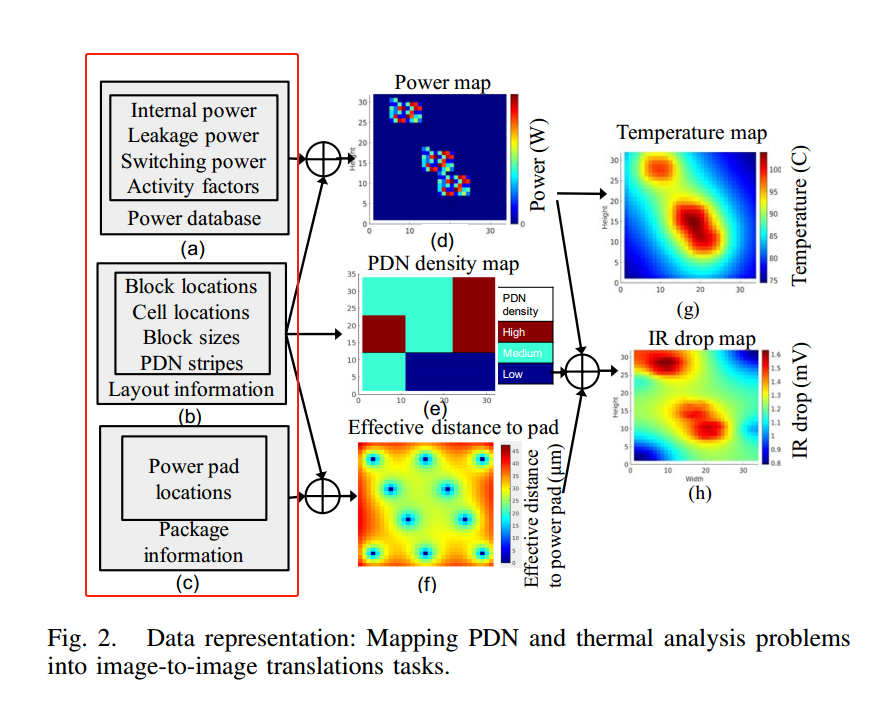 Internal power
Leakage power
Switching power
Activity factors
Power database
(a)
Block locations
Cell locations
Block sizes
PDN stripes
Layout information
(b)
Power pad
locations
Package
information
(c)
Power map
Height
30
25
20
15
10
5
0
0 10 20 30
0
Power (W)
(d)
PDN density map
35
30
25
20
15
10
5
0
0 5 10 15 20 25 30
PDN
density
High
Medium
Low
(e)
Effective distance to pad
45
40
35
30
25
20
15
10
5
0
Effective distance
to power pad (μm)
(f)
Temperature map
Height
30
25
20
15
10
5
0
0 10 20 30
100
95
90
85
80
75
Temperature (C)
(g)
IR drop map
Height
30
25
20
15
10
5
0
0 10 20 30
Width
1.6
1.5
1.4
1.3
1.2
1.1
1
0.9
0.8
IR drop (mV)
(h)
Fig. 2. Data representation: Mapping PDN and thermal analysis problems
into image-to-image translations tasks.